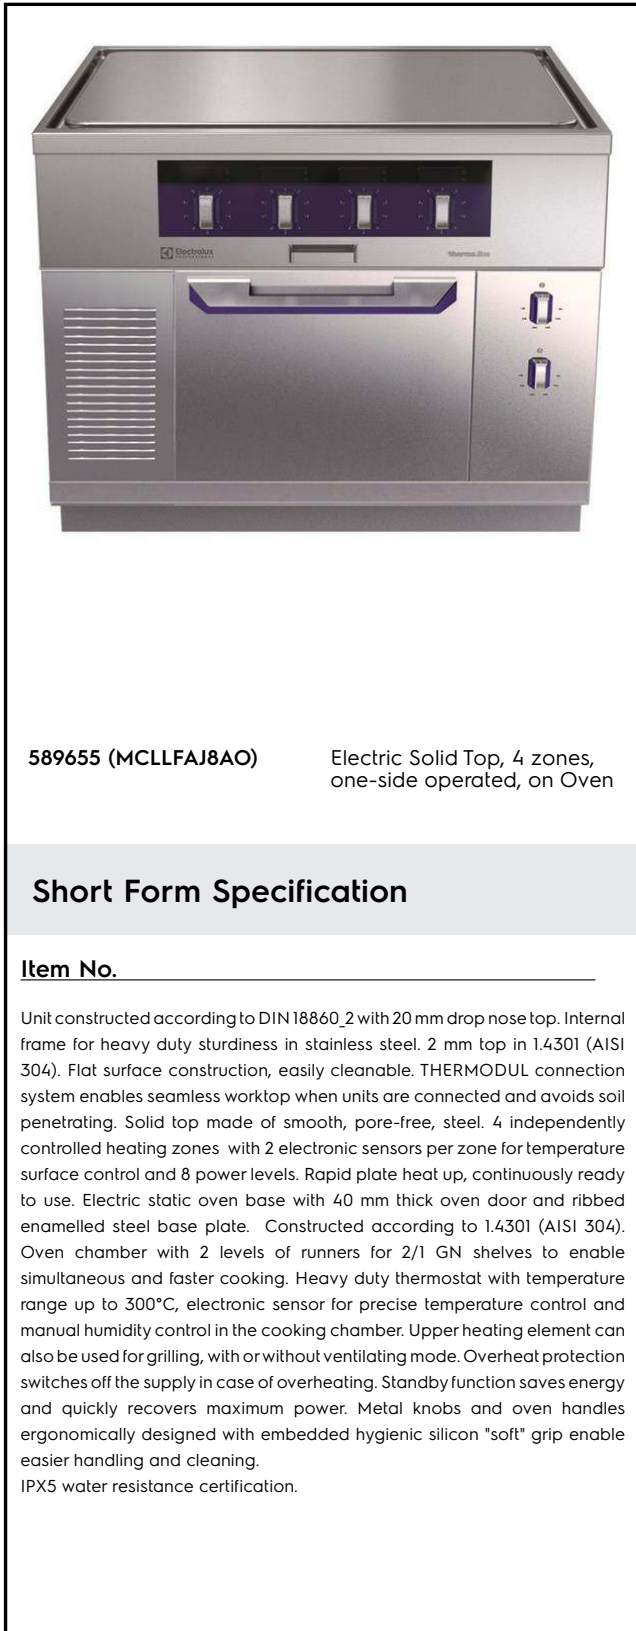 Electrolux
PROFESSIONAL
589655 (MCLLFAJ8AO)
Electric Solid Top, 4 zones,
one-side operated, on Oven
Short Form Specification
Item No.
Unit constructed according to DIN 18860_2 with 20 mm drop nose top. Internal
frame for heavy duty sturdiness in stainless steel. 2 mm top in 1.4301 (AISI
304). Flat surface construction, easily cleanable. THERMODUL connection
system enables seamless worktop when units are connected and avoids soil
penetrating. Solid top made of smooth, pore-free, steel. 4 independently
controlled heating zones  with 2 electronic sensors per zone for temperature
surface control and 8 power levels. Rapid plate heat up, continuously ready
to use. Electric static oven base with 40 mm thick oven door and ribbed
enamelled steel base plate.  Constructed according to 1.4301 (AISI 304).
Oven chamber with 2 levels of runners for 2/1 GN shelves to enable
simultaneous and faster cooking. Heavy duty thermostat with temperature
range up to 300°C, electronic sensor for precise temperature control and
manual humidity control in the cooking chamber. Upper heating element can
also be used for grilling, with or without ventilating mode. Overheat protection
switches off the supply in case of overheating. Standby function saves energy
and quickly recovers maximum power. Metal knobs and oven handles
ergonomically designed with embedded hygienic silicon "soft" grip enable
easier handling and cleaning.
IPX5 water resistance certification.